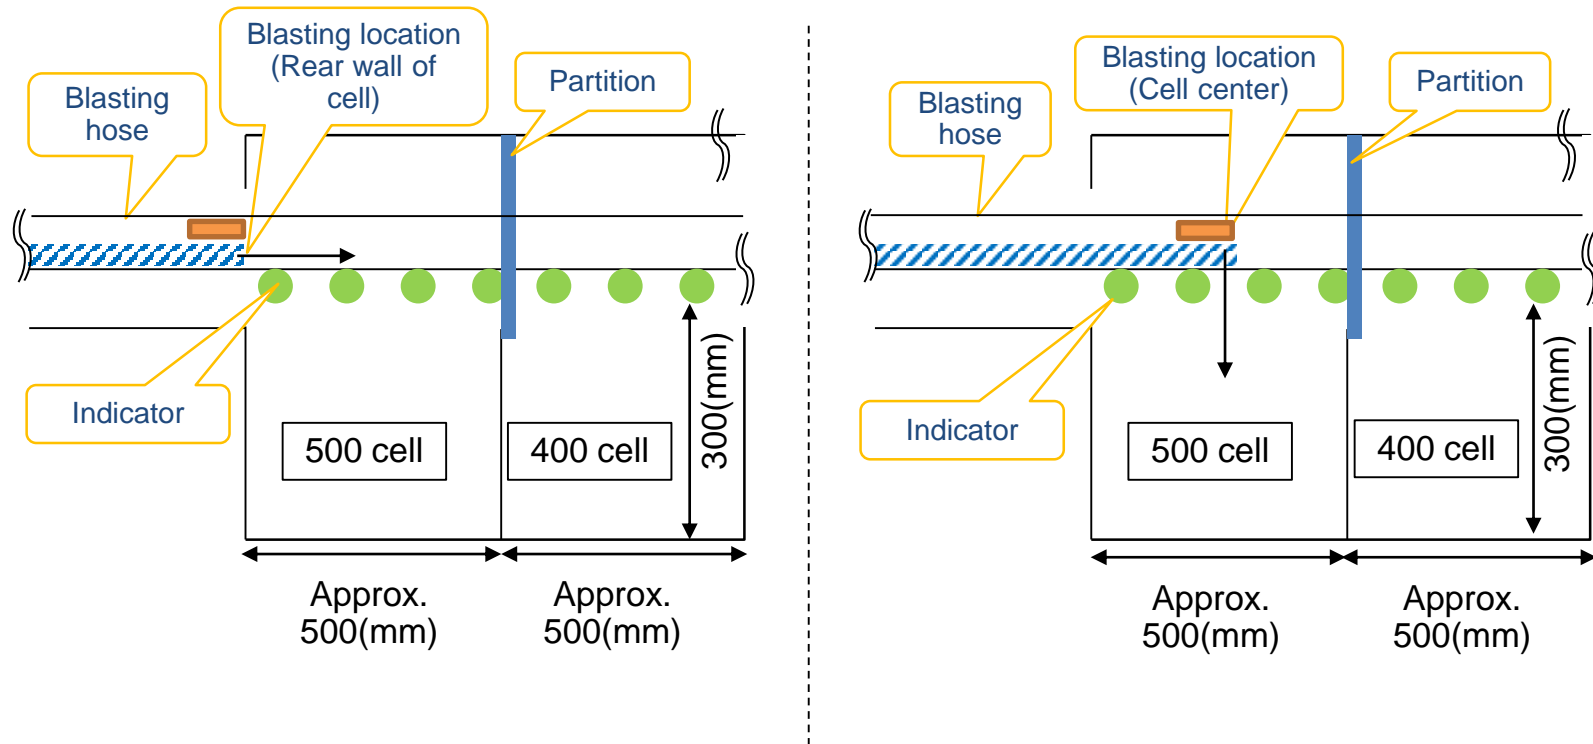 Blasting location
(Rear wall of
cell)
Blasting
hose
Partition
Indicator
500 cell
400 cell
300(mm)
Approx.
500(mm)
Approx.
500(mm)
Blasting location
(Cell center)
Blasting
hose
Partition
Indicator
500 cell
400 cell
300(mm)
Approx.
500(mm)
Approx.
500(mm)